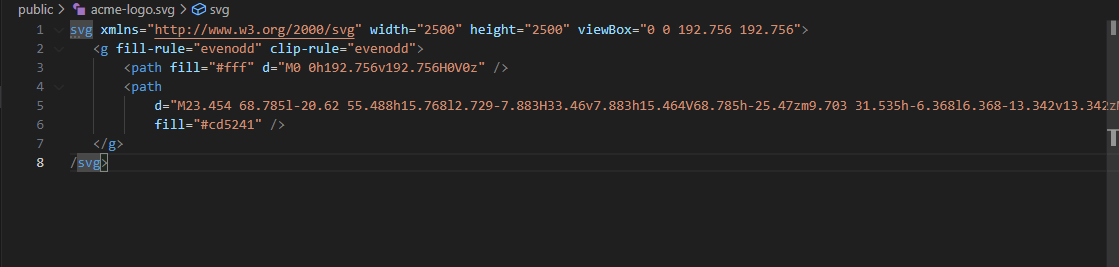 public > acme-logo.svg > svg
1 svg xmlns="http://www.w3.org/2000/svg" width="2500" height="2500" viewBox="0 0 192.756 192.756">
2 <g fill-rule="evenodd" clip-rule="evenodd">
3 <path fill="#fff" d="M0 0h192.756v192.756H0V0z" />
4 <path
5 d="M23.454 68.785l-20.62 55.488h15.768l2.729-7.883H33.46v7.883h15.464V68.785h-25.47zm9.703 31.535h-6.368l6.368-13.342v13.342z
6 fill="#cd5241" />
7 </g>
8 /svg>